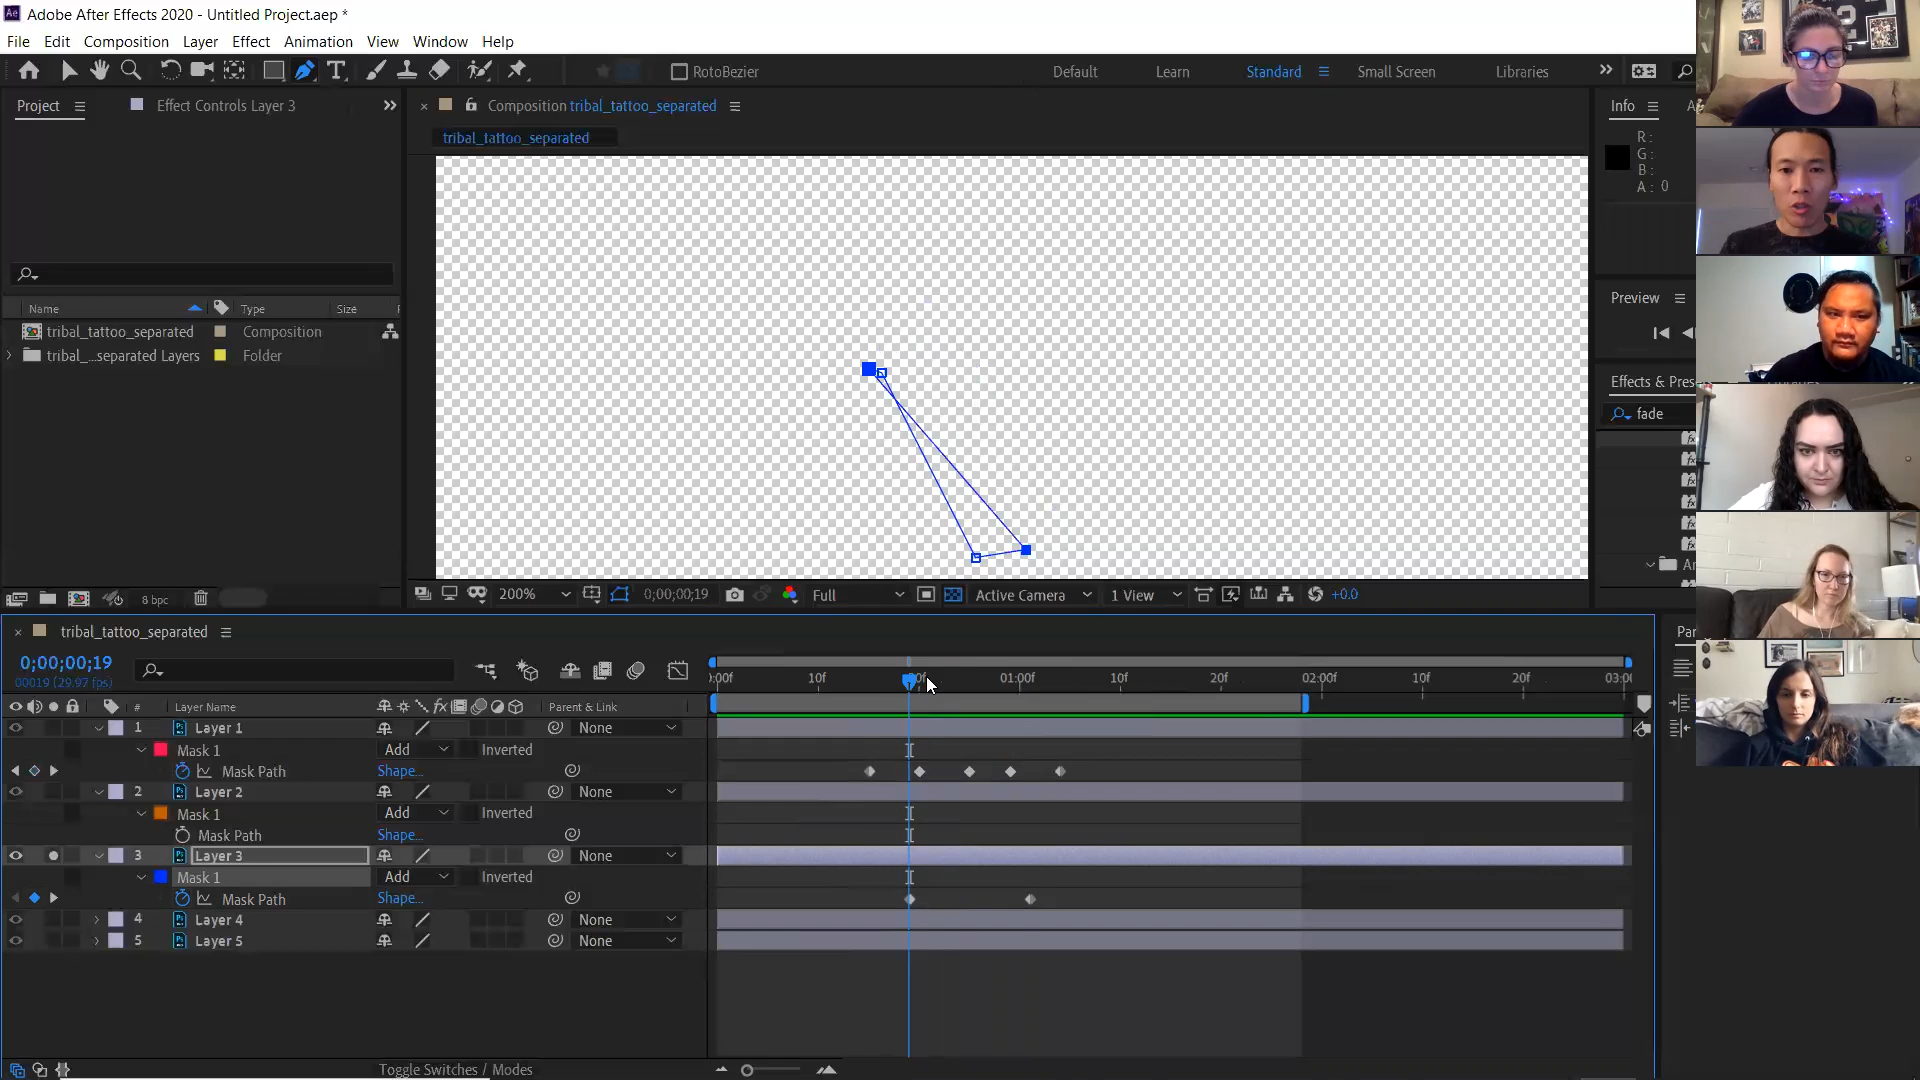 Adobe After Effects 2020 - Untitled Project.aep *
File Edit Composition Layer Effect Animation View Window Help
RotoBezier Default Learn Standard Small Screen Libraries
Project Effect Controls Layer 3
Composition tribal_tattoo_separated
Info
tribal_tattoo_separated
R :
G :
B :
A : 0
Name Type Size
tribal_tattoo_separated Composition
tribal_...separated Layers Folder
Preview
Effects & Pres
fade
8 bpc
200% 0;00;00;19 Full Active Camera 1 View +0.0
tribal_tattoo_separated
0;00;00;19
00019 (29.97 fps)
:00f 10f 01:00f 10f 20f 02:00f 10f 20f 03:0
# Layer Name fx Parent & Link
1 Layer 1 None
Mask 1 Add Inverted
Mask Path Shape...
2 Layer 2 None
Mask 1 Add Inverted
Mask Path Shape...
3 Layer 3 None
Mask 1 Add Inverted
Mask Path Shape...
4 Layer 4 None
5 Layer 5 None
Toggle Switches / Modes